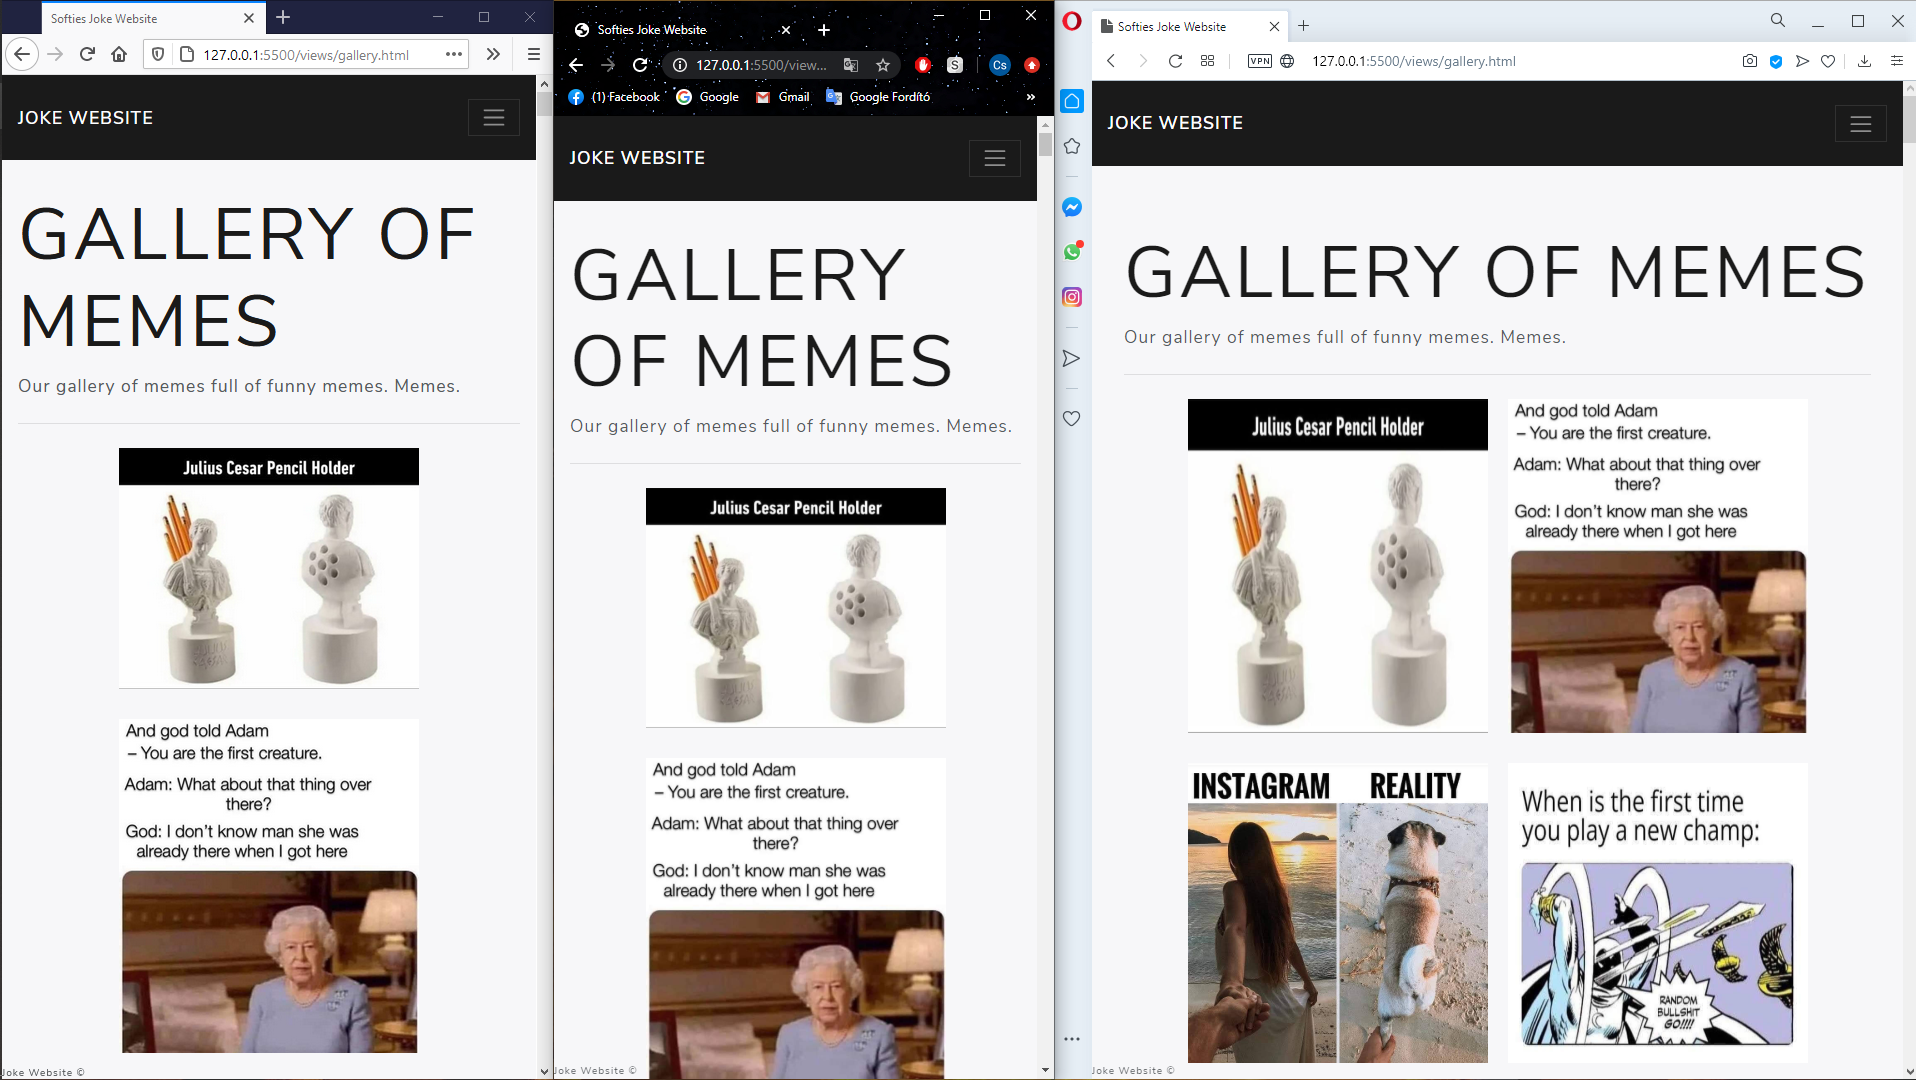 Softies Joke Website
127.0.0.1:5500/views/gallery.html
JOKE WEBSITE
GALLERY OF
MEMES
Our gallery of memes full of funny memes. Memes.
Julius Cesar Pencil Holder
And god told Adam
– You are the first creature.
Adam: What about that thing over
there?
God: I don't know man she was
already there when I got here
Joke Website ©
Softies Joke Website
127.0.0.1:5500/view...
S
Cs
(1) Facebook
Google
Gmail
Google Fordító
JOKE WEBSITE
GALLERY
OF MEMES
Our gallery of memes full of funny memes. Memes.
Julius Cesar Pencil Holder
And god told Adam
– You are the first creature.
Adam: What about that thing over
there?
God: I don't know man she was
already there when I got here
Joke Website ©
Softies Joke Website
VPN
127.0.0.1:5500/views/gallery.html
JOKE WEBSITE
GALLERY OF MEMES
Our gallery of memes full of funny memes. Memes.
Julius Cesar Pencil Holder
And god told Adam
– You are the first creature.
Adam: What about that thing over
there?
God: I don't know man she was
already there when I got here
INSTAGRAM REALITY
When is the first time
you play a new champ:
RANDOM
BULLSHIT
GO!!!!
Joke Website ©